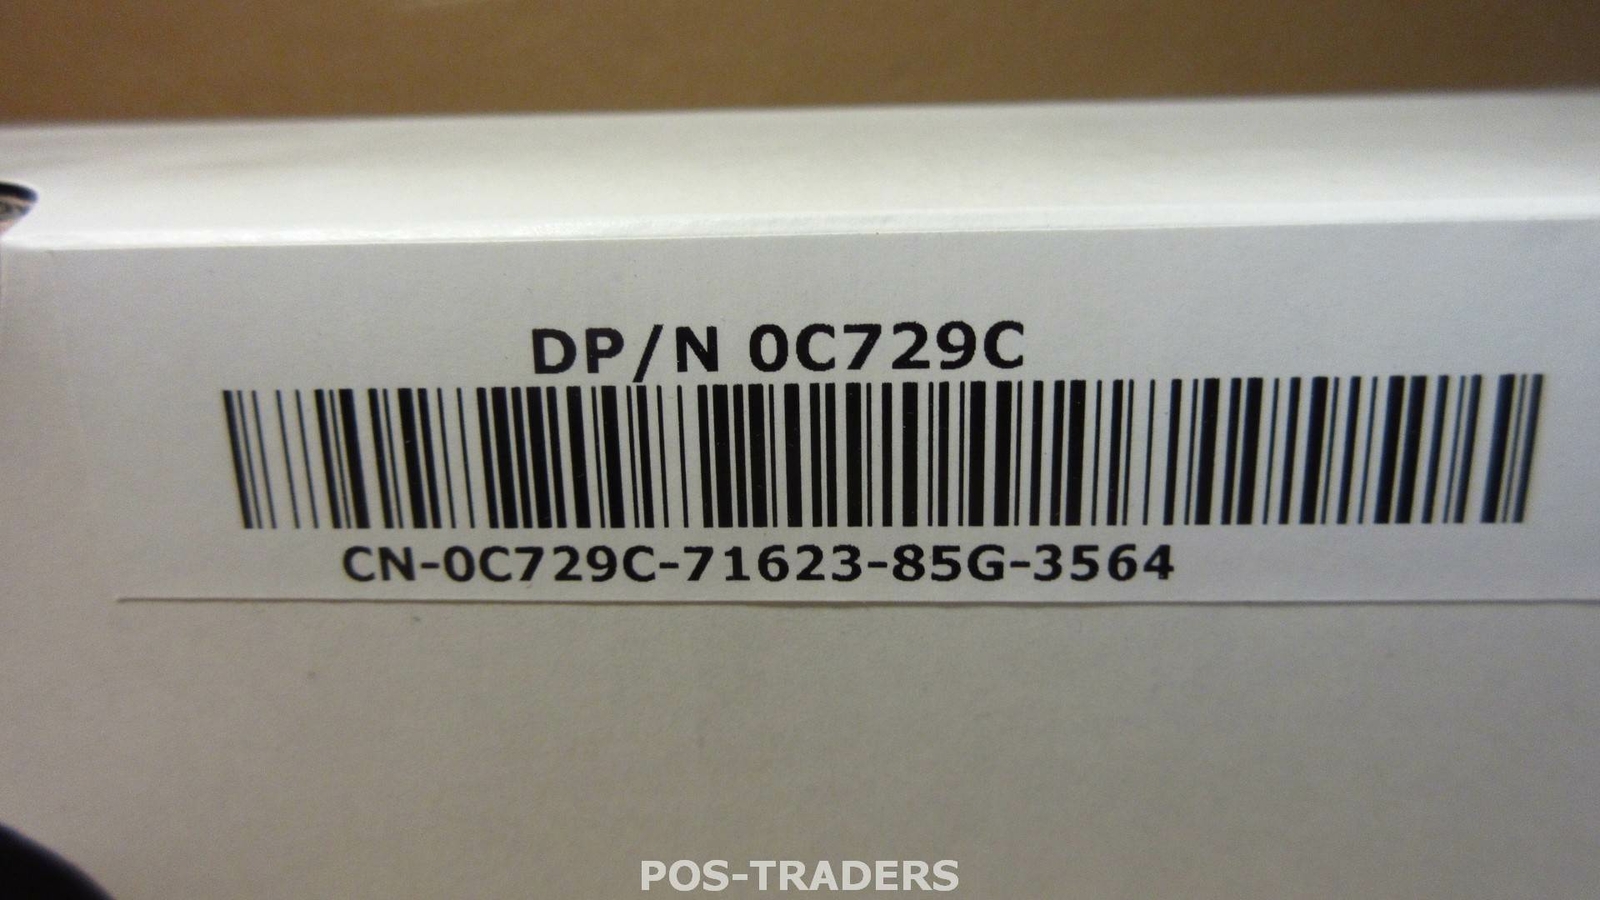 DP/N 0C729C
CN-0C729C-71623-85G-3564
POS-TRADERS